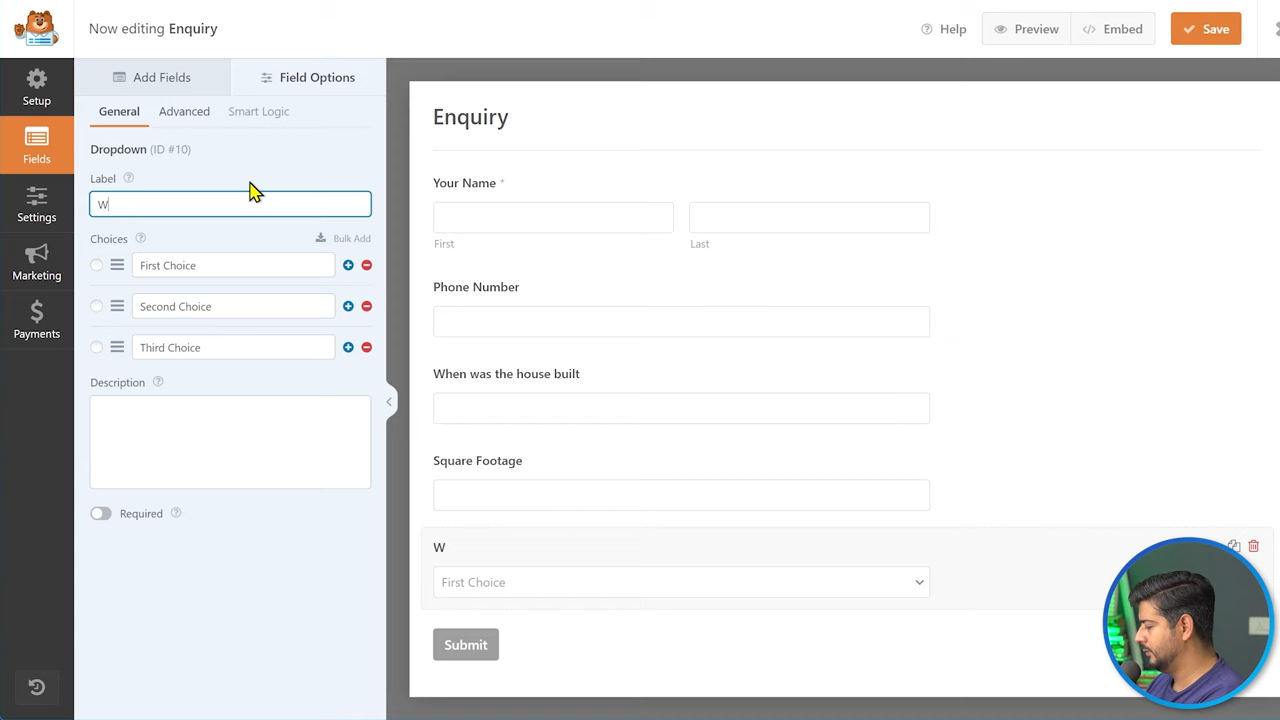 Now editing Enquiry
Help
Preview
Embed
Save
Setup
Fields
Settings
Marketing
Payments
Add Fields
Field Options
General
Advanced
Smart Logic
Dropdown (ID #10)
Label
W
Choices
Bulk Add
First Choice
Second Choice
Third Choice
Description
Required
Enquiry
Your Name *
First
Last
Phone Number
When was the house built
Square Footage
W
First Choice
Submit